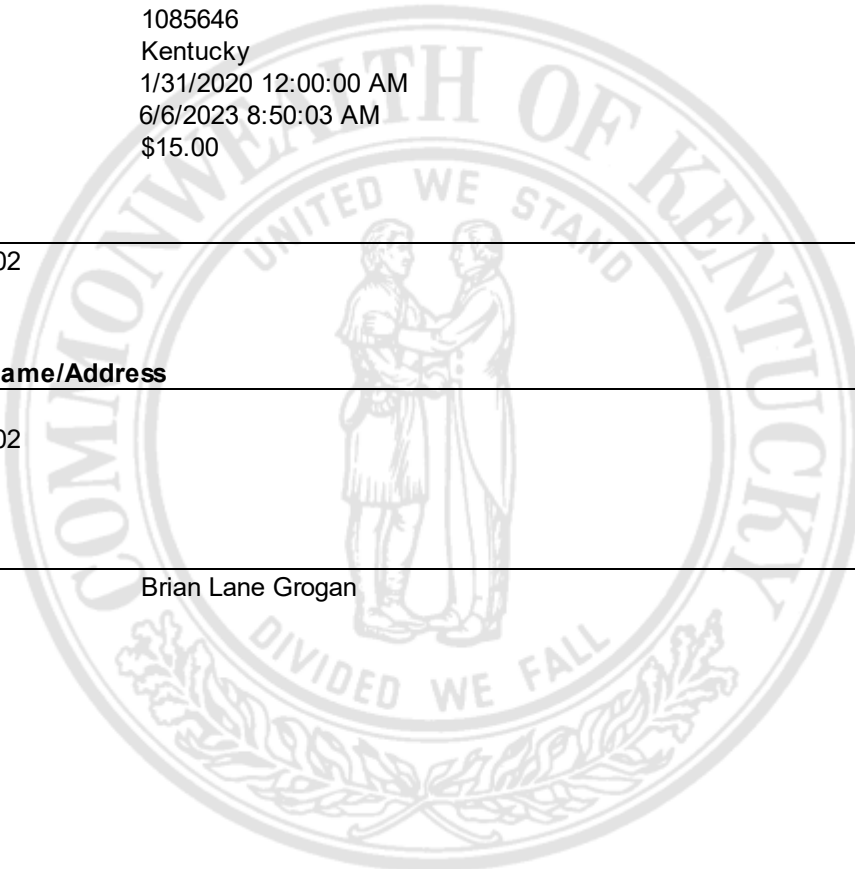 1085646
Kentucky
1/31/2020 12:00:00 AM
6/6/2023 8:50:03 AM
$15.00
02
ame/Address
02
Brian Lane Grogan
COMMONWEALTH OF KENTUCKY
UNITED WE STAND
DIVIDED WE FALL